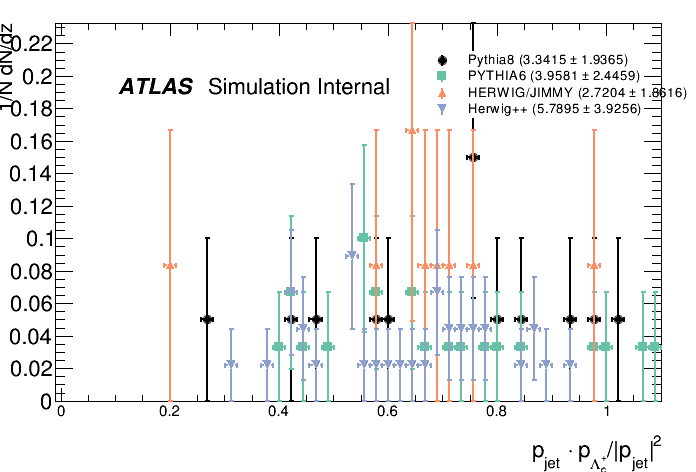 1/N dN/dz
0.22
0.2
0.18
0.16
0.14
0.12
0.1
0.08
0.06
0.04
0.02
0
ATLAS Simulation Internal
Pythia8 (3.3415 ± 1.9365)
PYTHIA6 (3.9581 ± 2.4459)
HERWIG/JIMMY (2.7204 ± 1.8616)
Herwig++ (5.7895 ± 3.9256)
0 0.2 0.4 0.6 0.8 1
p_jet · p_Λ_c^+/|p_jet|^2